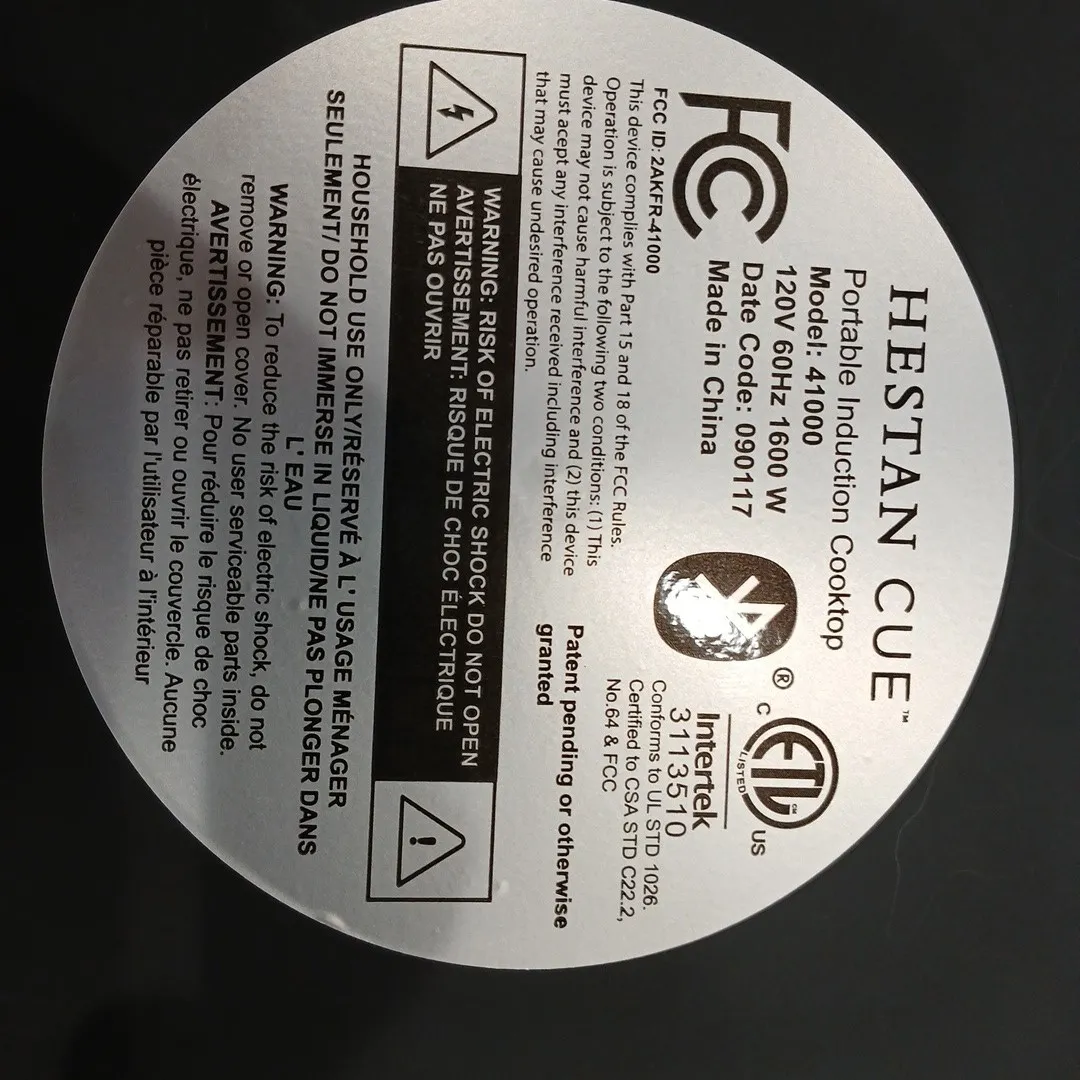 HESTAN CUE™
Portable Induction Cooktop
Model: 41000
120V 60Hz 1600 W
Date Code: 090117
Made in China
FC
FCC ID: 2AKFR-41000
This device complies with Part 15 and 18 of the FCC Rules.
Operation is subject to the following two conditions: (1) This
device may not cause harmful interference and (2) this device
must acept any interference received including interference
that may cause undesired operation.
®
C ETL CM US
LISTED
Intertek
3113510
Conforms to UL STD 1026.
Certified to CSA STD C22.2,
No.64 & FCC
Patent pending or otherwise
granted
WARNING: RISK OF ELECTRIC SHOCK DO NOT OPEN
AVERTISSEMENT: RISQUE DE CHOC ÉLECTRIQUE
NE PAS OUVRIR
HOUSEHOLD USE ONLY/RÉSERVÉ À L' USAGE MÉNAGER
SEULEMENT/ DO NOT IMMERSE IN LIQUID/NE PAS PLONGER DANS
L' EAU
WARNING: To reduce the risk of electric shock, do not
remove or open cover. No user serviceable parts inside.
AVERTISSEMENT: Pour réduire le risque de choc
électrique, ne pas retirer ou ouvrir le couvercle. Aucune
pièce réparable par l'utilisateur à l'intérieur